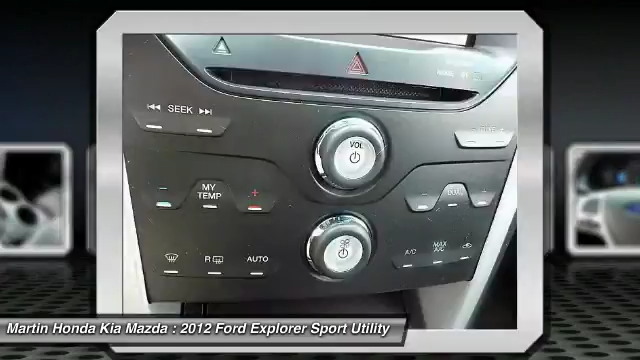 SEEK
VOL
MY
TEMP
R
AUTO
A/C
MAX
A/C
Martin Honda Kia Mazda : 2012 Ford Explorer Sport Utility